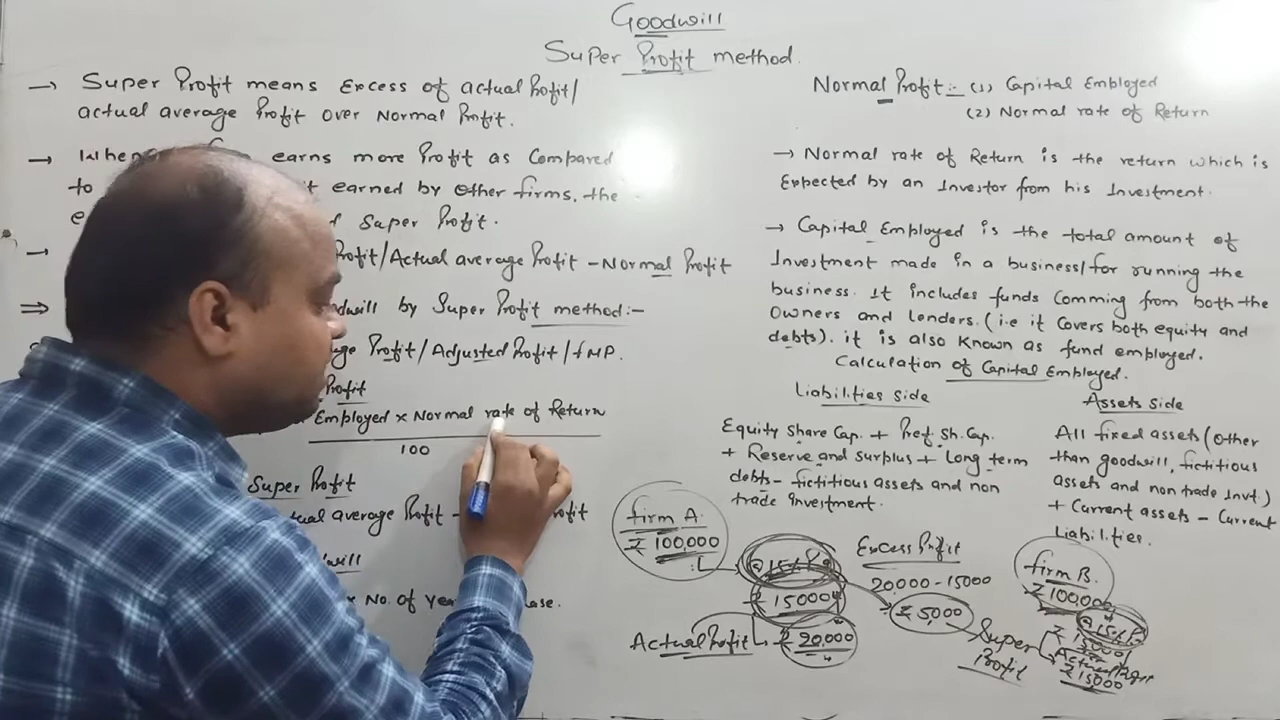 Goodwill
Super Profit method.
→ Super Profit means Excess of actual Profit/
actual average Profit over Normal Profit.
→ When earns more Profit as Compared
to earned by other firms, the
Super Profit.
→ Profit/Actual average Profit - Normal Profit
⇒ by Super Profit method:-
Profit/Adjusted Profit/FMP.
Profit
Employed × Normal rate of Return
100
Super Profit
average Profit -
No. of
Normal Profit:- (1) Capital Employed
(2) Normal rate of Return
→ Normal rate of Return is the return which is
Expected by an Investor from his Investment.
→ Capital Employed is the total amount of
Investment made in a business/for running the
business. It includes funds Comming from both the
Owners and lenders. (i.e it Covers both equity and
debts). it is also known as fund employed.
Calculation of Capital Employed.
Liabilities side
Equity Share Cap. + Pref. Sh. Cap.
+ Reserve and surplus + Long term
debts - fictitious assets and non
trade investment.
Assets side
All fixed assets (other
than goodwill, fictitious
assets and non trade Invt.)
+ Current assets - Current
Liabilities.
firm A.
₹ 100,000
@ 15%
₹ 15000
Actual Profit ₹ 20,000
Excess Profit
20000 - 15000
₹ 5,000
Super
Profit
firm B.
₹ 100,000
@ 15%
Actual
₹ 15000